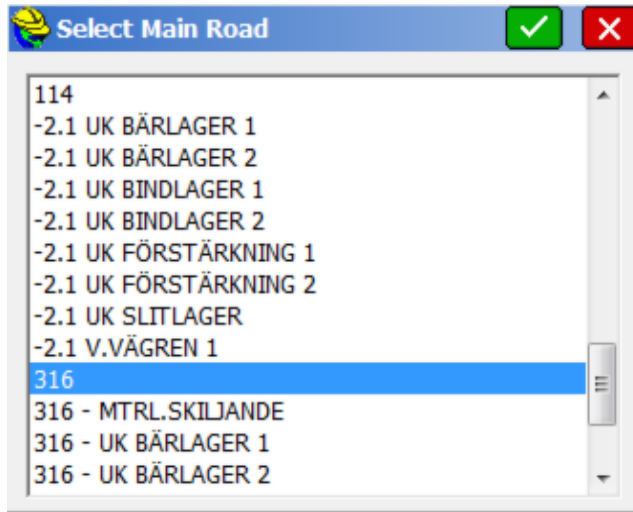 Select Main Road
114
-2.1 UK BÄRLAGER 1
-2.1 UK BÄRLAGER 2
-2.1 UK BINDLAGER 1
-2.1 UK BINDLAGER 2
-2.1 UK FÖRSTÄRKNING 1
-2.1 UK FÖRSTÄRKNING 2
-2.1 UK SLITLAGER
-2.1 V.VÄGREN 1
316
316 - MTRL.SKILJANDE
316 - UK BÄRLAGER 1
316 - UK BÄRLAGER 2